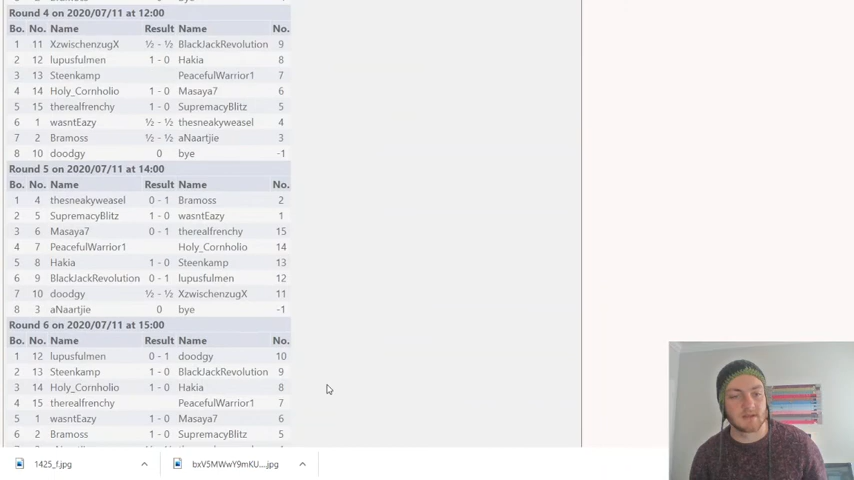 Round 4 on 2020/07/11 at 12:00
Bo. No. Name Result Name No.
1 11 XzwischenzugX ½ - ½ BlackJackRevolution 9
2 12 lupusfulmen 1 - 0 Hakia 8
3 13 Steenkamp PeacefulWarrior1 7
4 14 Holy_Cornholio 1 - 0 Masaya7 6
5 15 therealfrenchy 1 - 0 SupremacyBlitz 5
6 1 wasntEazy ½ - ½ thesneakyweasel 4
7 2 Bramoss ½ - ½ aNaartjie 3
8 10 doodgy 0 bye -1
Round 5 on 2020/07/11 at 14:00
Bo. No. Name Result Name No.
1 4 thesneakyweasel 0 - 1 Bramoss 2
2 5 SupremacyBlitz 1 - 0 wasntEazy 1
3 6 Masaya7 0 - 1 therealfrenchy 15
4 7 PeacefulWarrior1 Holy_Cornholio 14
5 8 Hakia 1 - 0 Steenkamp 13
6 9 BlackJackRevolution 0 - 1 lupusfulmen 12
7 10 doodgy ½ - ½ XzwischenzugX 11
8 3 aNaartjie 0 bye -1
Round 6 on 2020/07/11 at 15:00
Bo. No. Name Result Name No.
1 12 lupusfulmen 0 - 1 doodgy 10
2 13 Steenkamp 1 - 0 BlackJackRevolution 9
3 14 Holy_Cornholio 1 - 0 Hakia 8
4 15 therealfrenchy PeacefulWarrior1 7
5 1 wasntEazy 1 - 0 Masaya7 6
6 2 Bramoss 1 - 0 SupremacyBlitz 5
1425_f.jpg
bxV5MWwY9mKU....jpg